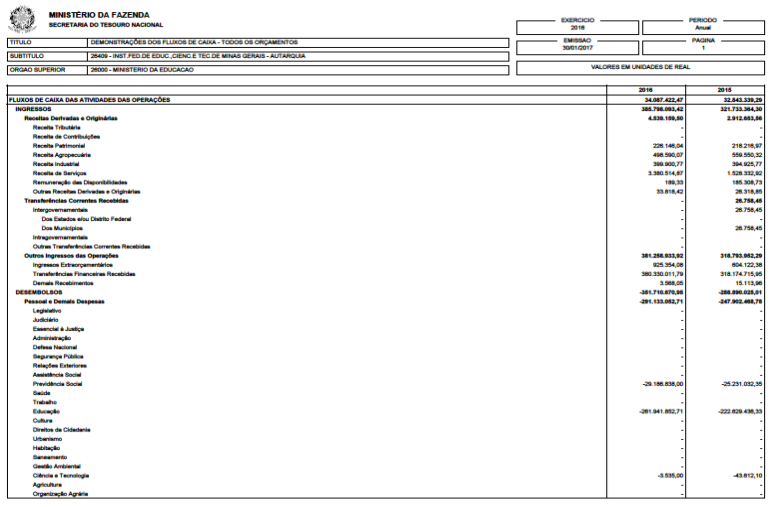 MINISTÉRIO DA FAZENDA
SECRETARIA DO TESOURO NACIONAL
EXERCICIO 2016
PERIODO Anual
EMISSAO 30/01/2017
PAGINA 1
TITULO DEMONSTRAÇÕES DOS FLUXOS DE CAIXA - TODOS OS ORÇAMENTOS
SUBTITULO 26409 - INST.FED.DE EDUC.,CIENC.E TEC.DE MINAS GERAIS - AUTARQUIA
ORGAO SUPERIOR 26000 - MINISTERIO DA EDUCACAO
VALORES EM UNIDADES DE REAL
2016 2015
FLUXOS DE CAIXA DAS ATIVIDADES DAS OPERAÇÕES 34.087.422,47 32.843.339,29
INGRESSOS 385.798.093,42 321.733.364,30
Receitas Derivadas e Originárias 4.539.159,50 2.912.653,56
Receita Tributária - -
Receita de Contribuições - -
Receita Patrimonial 226.146,04 218.216,97
Receita Agropecuária 498.590,07 559.550,32
Receita Industrial 399.900,77 394.925,77
Receita de Serviços 3.380.514,87 1.528.332,92
Remuneração das Disponibilidades 189,33 185.308,73
Outras Receitas Derivadas e Originárias 33.818,42 26.318,85
Transferências Correntes Recebidas - 26.758,45
Intergovernamentais - 26.758,45
Dos Estados e/ou Distrito Federal - -
Dos Municípios - 26.758,45
Intragovernamentais - -
Outras Transferências Correntes Recebidas - -
Outros Ingressos das Operações 381.258.933,92 318.793.952,29
Ingressos Extraorçamentários 925.354,08 604.122,36
Transferências Financeiras Recebidas 380.330.011,79 318.174.715,95
Demais Recebimentos 3.568,05 15.113,98
DESEMBOLSOS -351.710.670,95 -288.890.025,01
Pessoal e Demais Despesas -291.133.052,71 -247.902.468,78
Legislativo - -
Judiciário - -
Essencial à Justiça - -
Administração - -
Defesa Nacional - -
Segurança Pública - -
Relações Exteriores - -
Assistência Social - -
Previdência Social -29.186.838,00 -25.231.032,35
Saúde - -
Trabalho - -
Educação -261.941.852,71 -222.629.436,33
Cultura - -
Direitos da Cidadania - -
Urbanismo - -
Habitação - -
Saneamento - -
Gestão Ambiental - -
Ciência e Tecnologia -3.535,00 -43.612,10
Agricultura - -
Organização Agrária - -